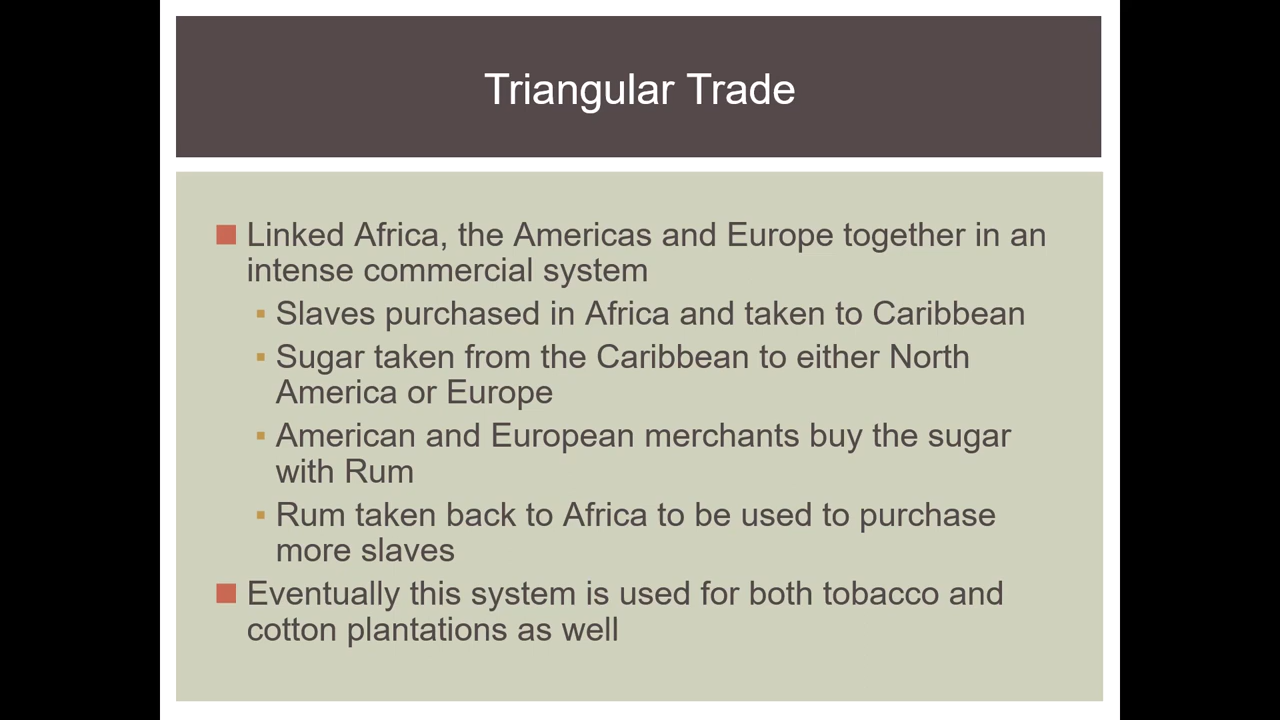 Triangular Trade
Linked Africa, the Americas and Europe together in an
intense commercial system
Slaves purchased in Africa and taken to Caribbean
Sugar taken from the Caribbean to either North
America or Europe
American and European merchants buy the sugar
with Rum
Rum taken back to Africa to be used to purchase
more slaves
Eventually this system is used for both tobacco and
cotton plantations as well